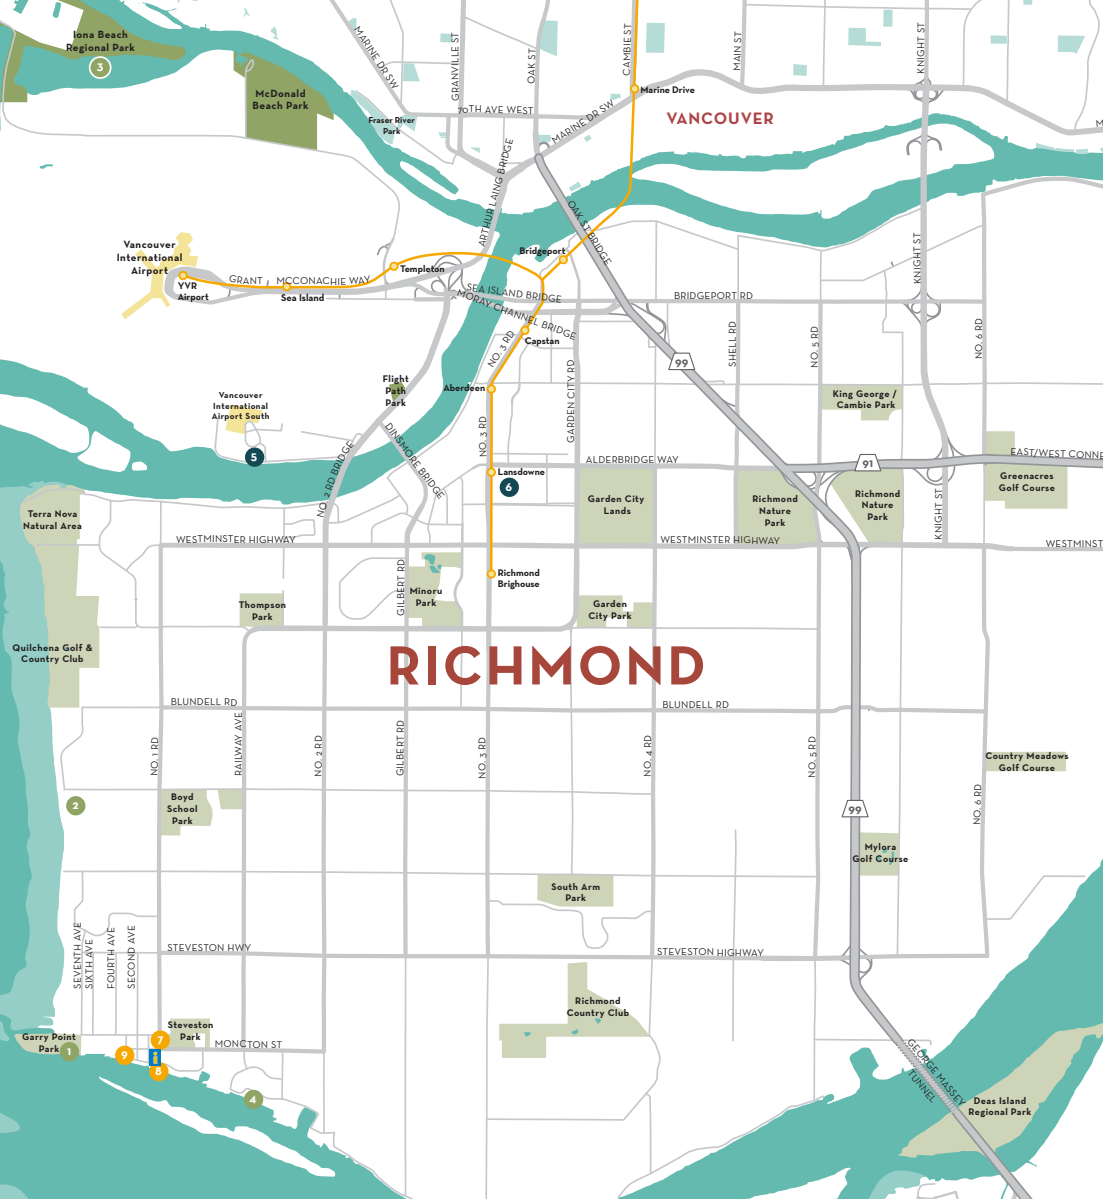 Iona Beach
Regional Park
3
McDonald
Beach Park
MARINE DR SW
GRANVILLE ST
OAK ST
CAMBIE ST
MAIN ST
KNIGHT ST
Marine Drive
70TH AVE WEST
MARINE DR SW
VANCOUVER
Fraser River
Park
ARTHUR LAING BRIDGE
OAK ST BRIDGE
Vancouver
International
Airport
YVR
Airport
GRANT MCCONACHIE WAY
Sea Island
Templeton
Bridgeport
SEA ISLAND BRIDGE
MORAY CHANNEL BRIDGE
BRIDGEPORT RD
KNIGHT ST
Capstan
NO. 3 RD
GARDEN CITY RD
SHELL RD
NO. 5 RD
NO. 6 RD
99
Flight
Path
Park
Aberdeen
King George /
Cambie Park
Vancouver
International
Airport South
5
NO. 2 RD BRIDGE
DINSMORE BRIDGE
NO. 3 RD
ALDERBRIDGE WAY
91
EAST/WEST CONNE
Lansdowne
6
Garden City
Lands
Richmond
Nature
Park
Richmond
Nature
Park
KNIGHT ST
Greenacres
Golf Course
Terra Nova
Natural Area
WESTMINSTER HIGHWAY
WESTMINSTER HIGHWAY
WESTMINST
Richmond
Brighouse
GILBERT RD
Minoru
Park
Thompson
Park
Garden
City Park
Quilchena Golf &
Country Club
RICHMOND
BLUNDELL RD
BLUNDELL RD
NO. 1 RD
RAILWAY AVE
NO. 2 RD
GILBERT RD
NO. 3 RD
NO. 4 RD
NO. 5 RD
NO. 6 RD
Country Meadows
Golf Course
2
Boyd
School
Park
99
Mylora
Golf Course
South Arm
Park
SEVENTH AVE
SIXTH AVE
FOURTH AVE
SECOND AVE
STEVESTON HWY
STEVESTON HIGHWAY
Richmond
Country Club
Garry Point
Park
1
Steveston
Park
7
9
i
8
MONCTON ST
4
GEORGE MASSEY
TUNNEL
Deas Island
Regional Park
M